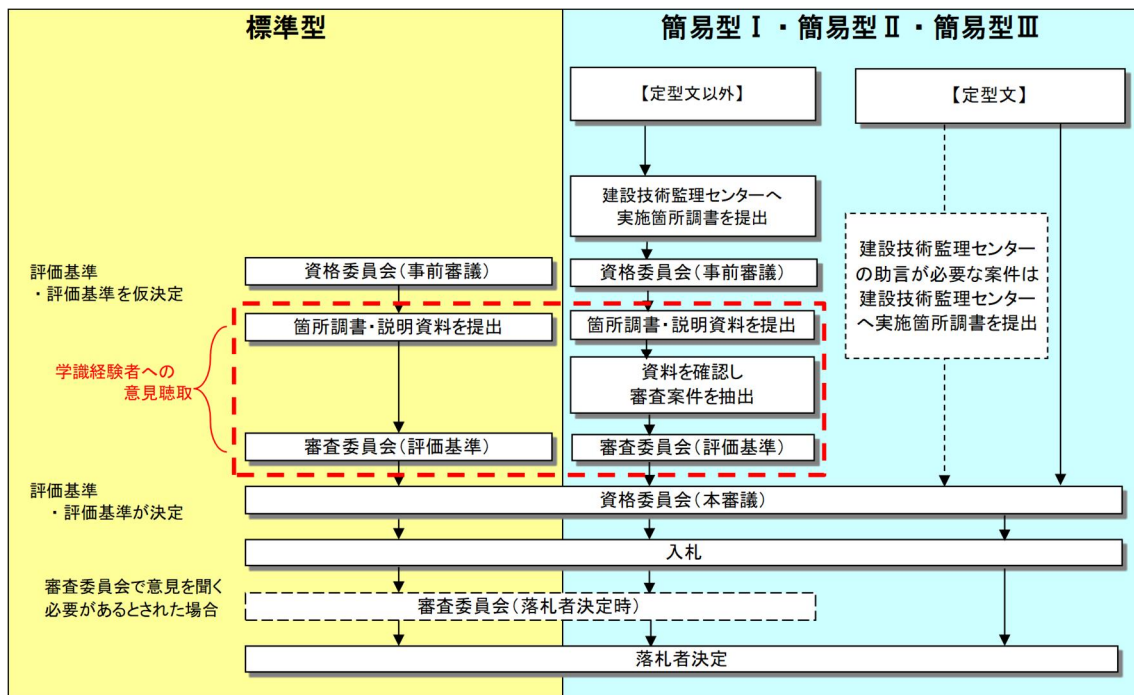 標準型
簡易型Ⅰ・簡易型Ⅱ・簡易型Ⅲ
【定型文以外】
【定型文】
建設技術監理センターへ
実施箇所調書を提出
建設技術監理センター
の助言が必要な案件は
建設技術監理センター
へ実施箇所調書を提出
評価基準
・評価基準を仮決定
資格委員会(事前審議)
資格委員会(事前審議)
箇所調書・説明資料を提出
箇所調書・説明資料を提出
学識経験者への
意見聴取
資料を確認し
審査案件を抽出
審査委員会(評価基準)
審査委員会(評価基準)
評価基準
・評価基準が決定
資格委員会(本審議)
入札
審査委員会で意見を聞く
必要があるとされた場合
審査委員会(落札者決定時)
落札者決定